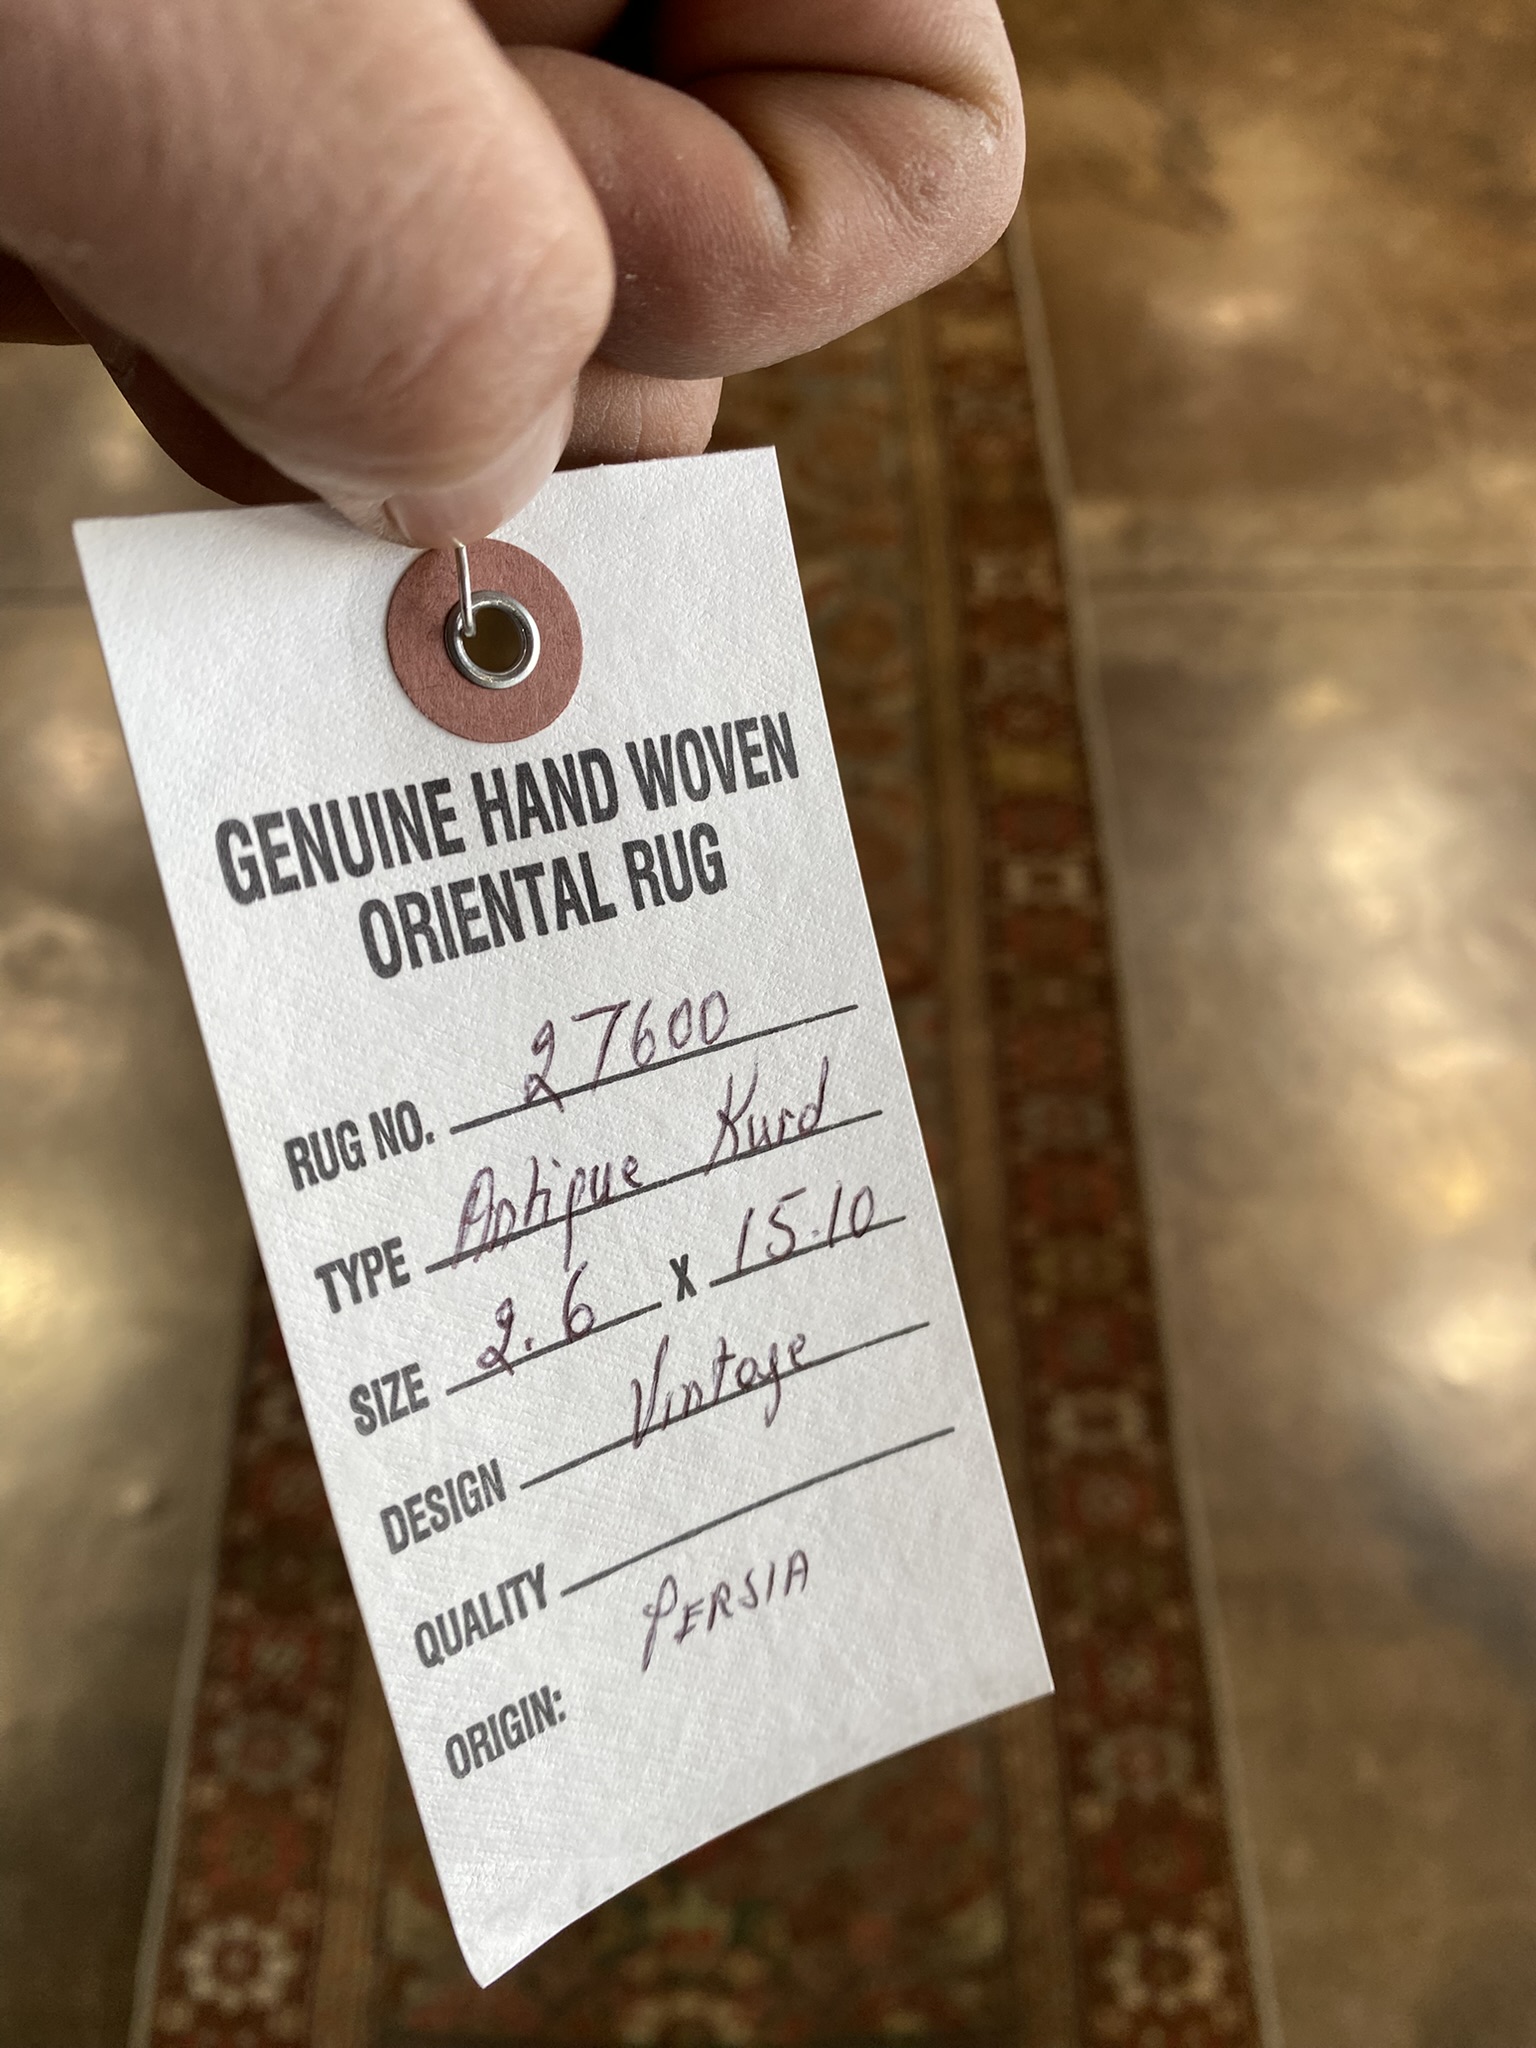 GENUINE HAND WOVEN
ORIENTAL RUG
RUG NO. 27600
TYPE Antique Kurd
SIZE 2.6 X 15.10
DESIGN Vintage
QUALITY
ORIGIN: PERSIA